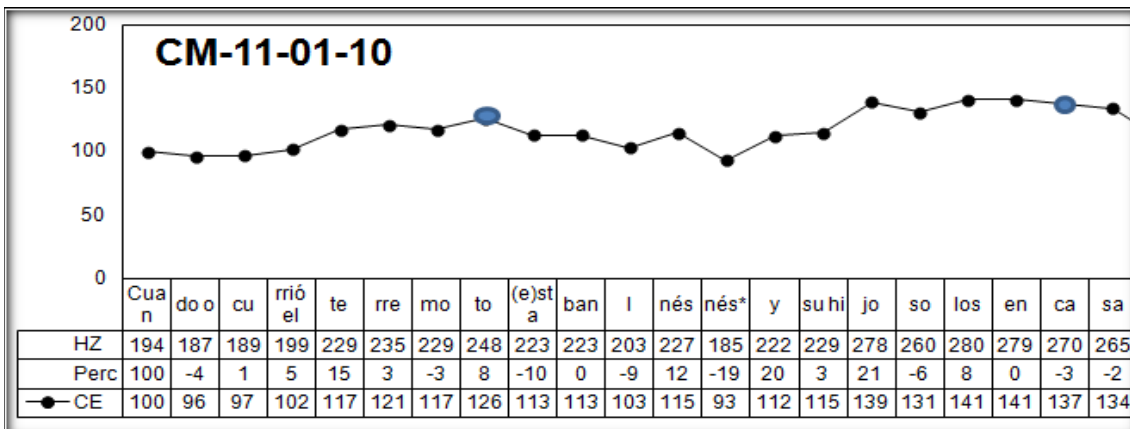 200
CM-11-01-10
150
100
50
0
Cuan do o cu rrió el te rre mo to (e)sta ban I nés nés* y su hi jo so los en ca sa
HZ 194 187 189 199 229 235 229 248 223 223 203 227 185 222 229 278 260 280 279 270 265
Perc 100 -4 1 5 15 3 -3 8 -10 0 -9 12 -19 20 3 21 -6 8 0 -3 -2
CE 100 96 97 102 117 121 117 126 113 113 103 115 93 112 115 139 131 141 141 137 134